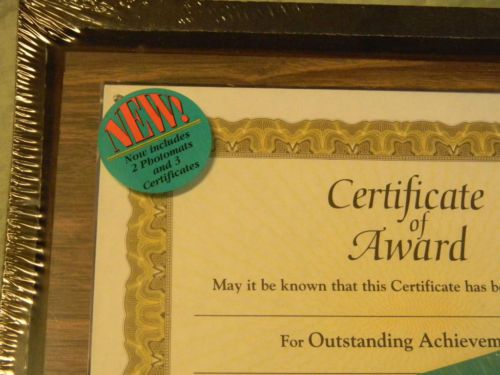 NEW!
Now includes
2 Photomats
and 3
Certificates
Certificate
of
Award
May it be known that this Certificate has
For Outstanding